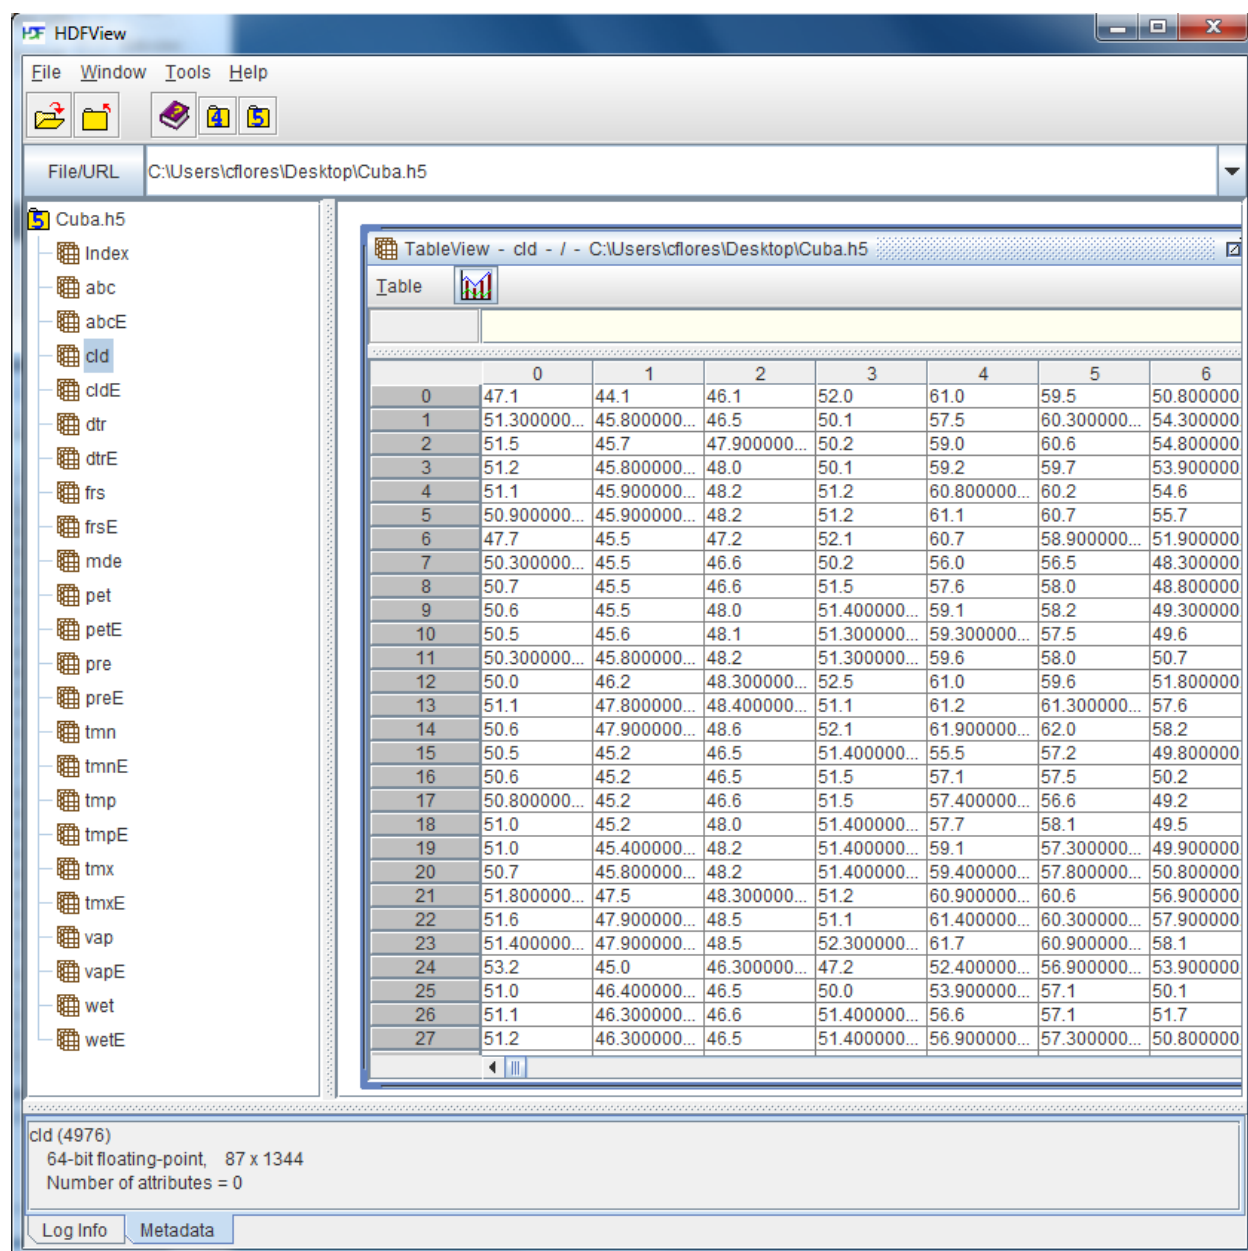 HDF HDFView
File Window Tools Help
4 5
File/URL C:\Users\cflores\Desktop\Cuba.h5
5 Cuba.h5
Index
abc
abcE
cld
cldE
dtr
dtrE
frs
frsE
mde
pet
petE
pre
preE
tmn
tmnE
tmp
tmpE
tmx
tmxE
vap
vapE
wet
wetE
TableView - cld - / - C:\Users\cflores\Desktop\Cuba.h5
Table
0 1 2 3 4 5 6
0 47.1 44.1 46.1 52.0 61.0 59.5 50.800000
1 51.300000... 45.800000... 46.5 50.1 57.5 60.300000... 54.300000
2 51.5 45.7 47.900000... 50.2 59.0 60.6 54.800000
3 51.2 45.800000... 48.0 50.1 59.2 59.7 53.900000
4 51.1 45.900000... 48.2 51.2 60.800000... 60.2 54.6
5 50.900000... 45.900000... 48.2 51.2 61.1 60.7 55.7
6 47.7 45.5 47.2 52.1 60.7 58.900000... 51.900000
7 50.300000... 45.5 46.6 50.2 56.0 56.5 48.300000
8 50.7 45.5 46.6 51.5 57.6 58.0 48.800000
9 50.6 45.5 48.0 51.400000... 59.1 58.2 49.300000
10 50.5 45.6 48.1 51.300000... 59.300000... 57.5 49.6
11 50.300000... 45.800000... 48.2 51.300000... 59.6 58.0 50.7
12 50.0 46.2 48.300000... 52.5 61.0 59.6 51.800000
13 51.1 47.800000... 48.400000... 51.1 61.2 61.300000... 57.6
14 50.6 47.900000... 48.6 52.1 61.900000... 62.0 58.2
15 50.5 45.2 46.5 51.400000... 55.5 57.2 49.800000
16 50.6 45.2 46.5 51.5 57.1 57.5 50.2
17 50.800000... 45.2 46.6 51.5 57.400000... 56.6 49.2
18 51.0 45.2 48.0 51.400000... 57.7 58.1 49.5
19 51.0 45.400000... 48.2 51.400000... 59.1 57.300000... 49.900000
20 50.7 45.800000... 48.2 51.400000... 59.400000... 57.800000... 50.800000
21 51.800000... 47.5 48.300000... 51.2 60.900000... 60.6 56.900000
22 51.6 47.900000... 48.5 51.1 61.400000... 60.300000... 57.900000
23 51.400000... 47.900000... 48.5 52.300000... 61.7 60.900000... 58.1
24 53.2 45.0 46.300000... 47.2 52.400000... 56.900000... 53.900000
25 51.0 46.400000... 46.5 50.0 53.900000... 57.1 50.1
26 51.1 46.300000... 46.6 51.400000... 56.6 57.1 51.7
27 51.2 46.300000... 46.5 51.400000... 56.900000... 57.300000... 50.800000
cld (4976)
64-bit floating-point, 87 x 1344
Number of attributes = 0
Log Info Metadata